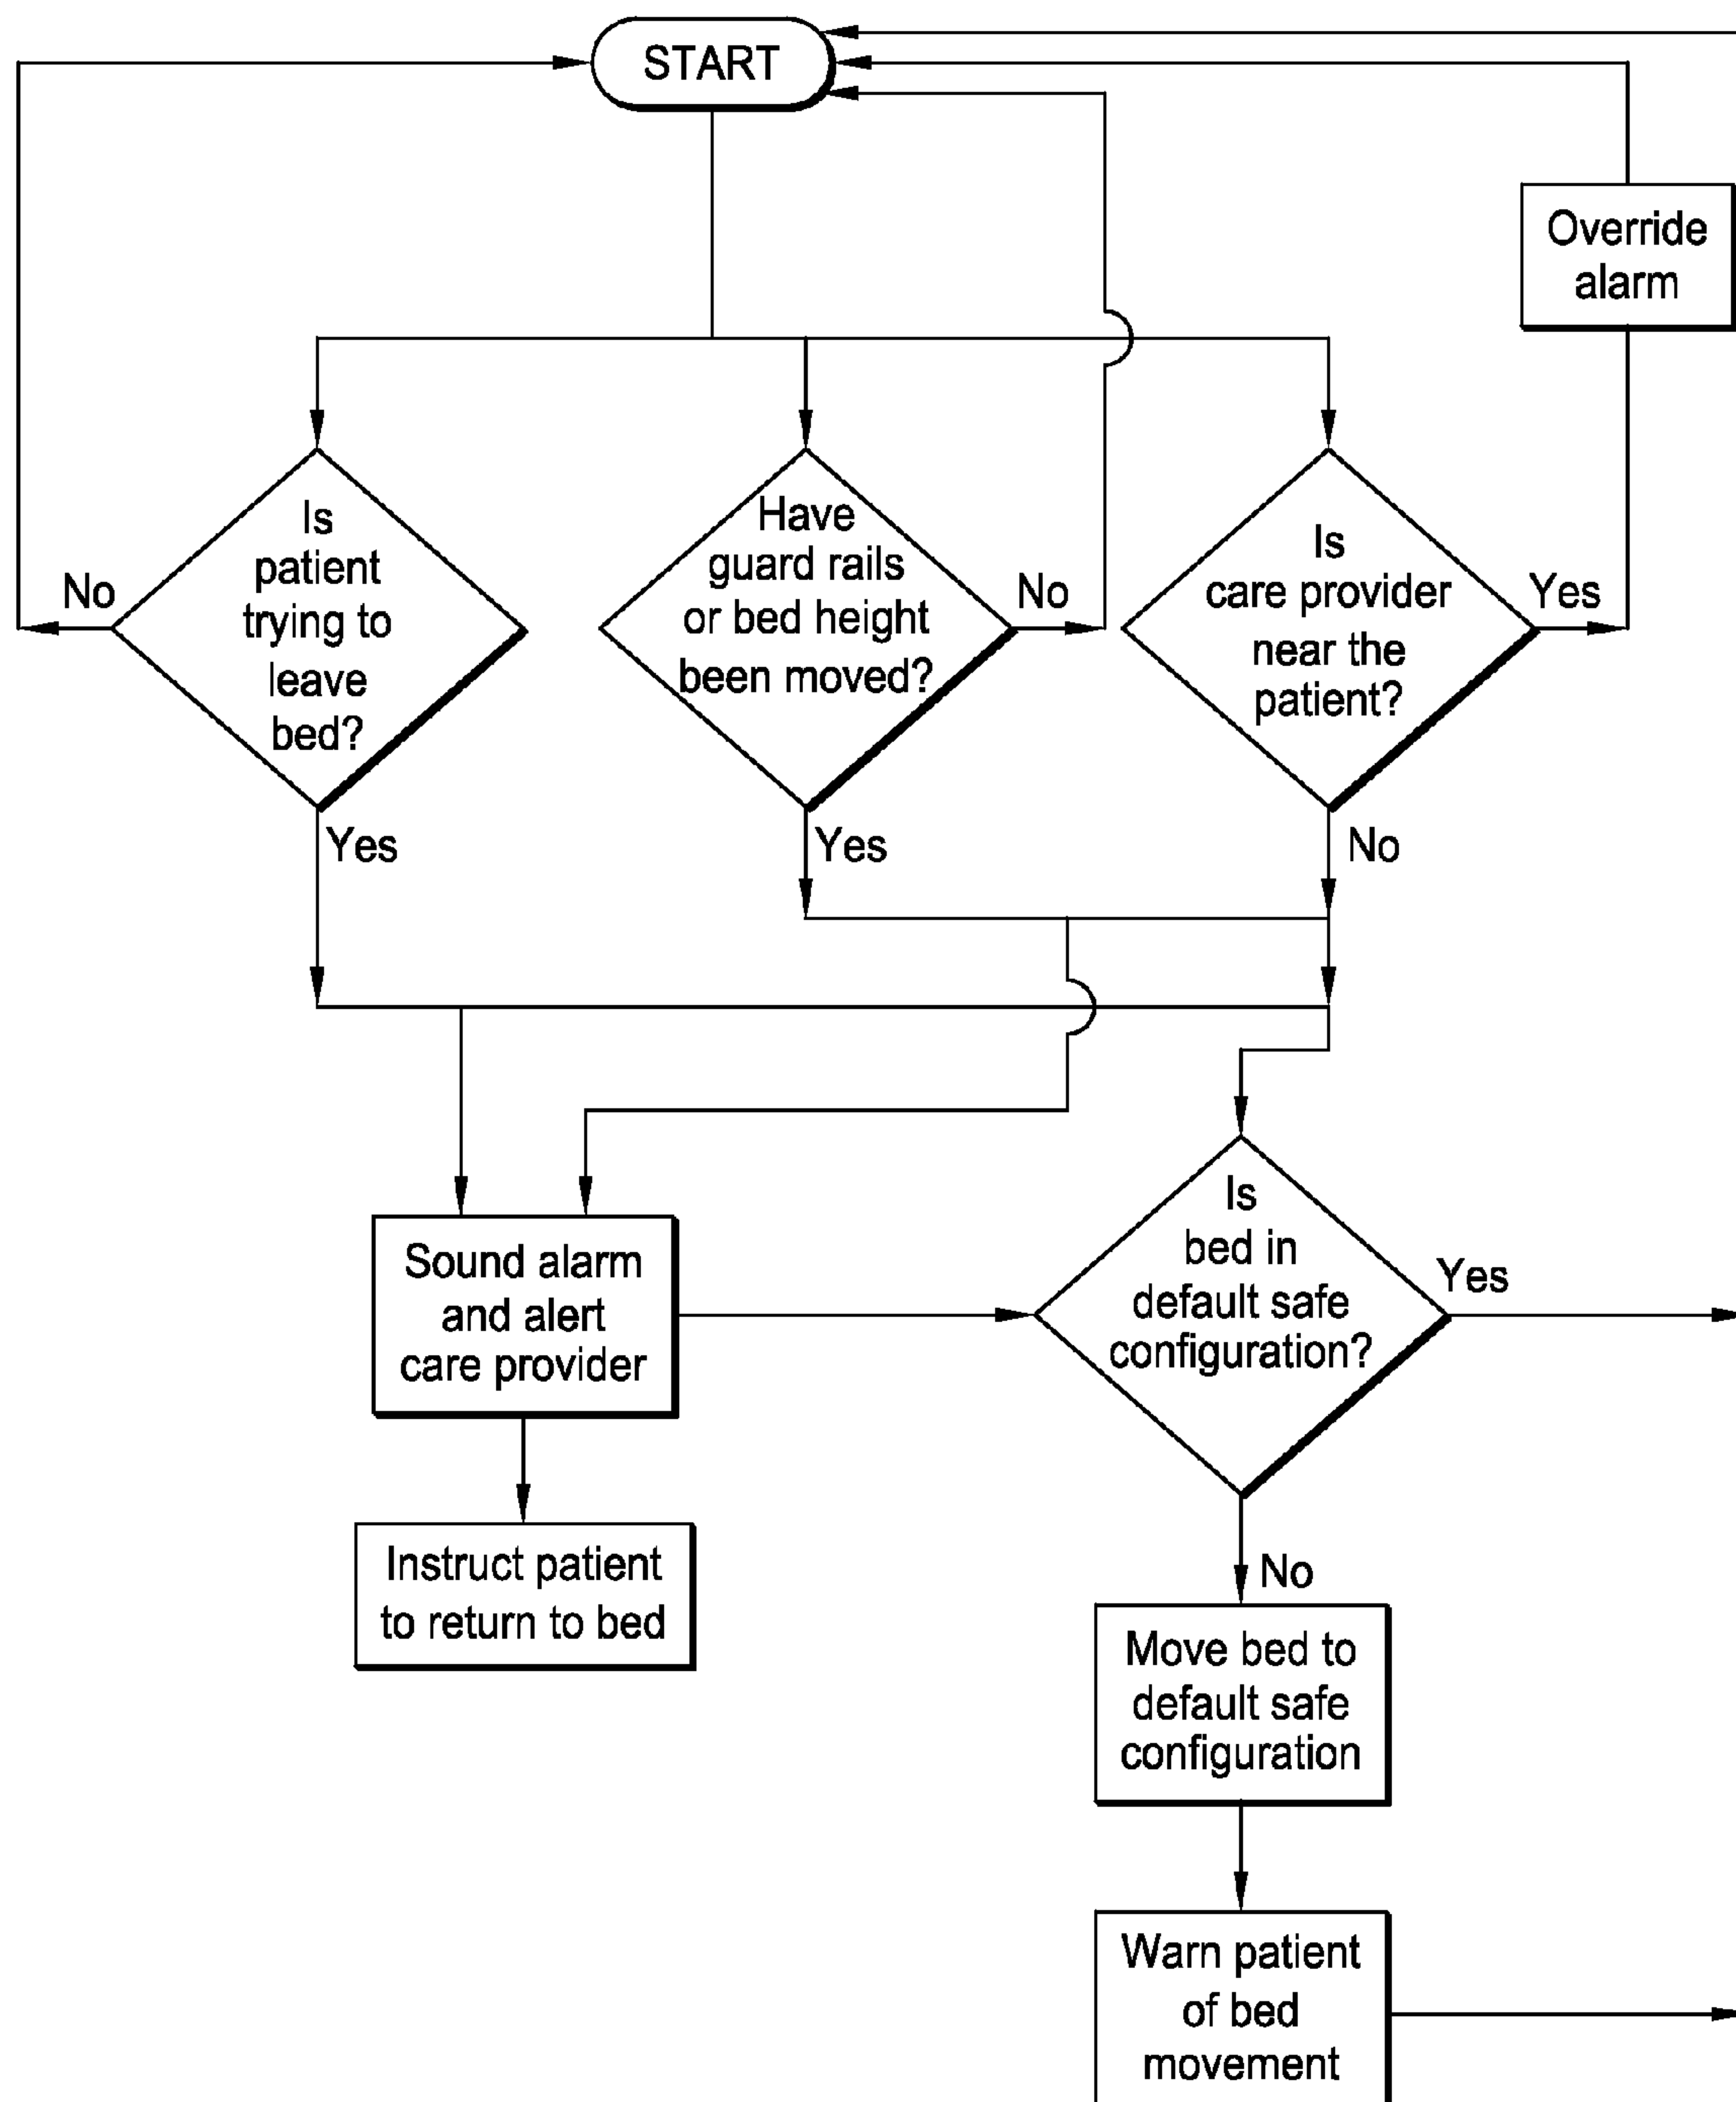 START
Override
alarm
Is
patient
trying to
leave
bed?
No
Yes
Have
guard rails
or bed height
been moved?
No
Yes
Is
care provider
near the
patient?
Yes
No
Sound alarm
and alert
care provider
Is
bed in
default safe
configuration?
Yes
No
Instruct patient
to return to bed
Move bed to
default safe
configuration
Warn patient
of bed
movement